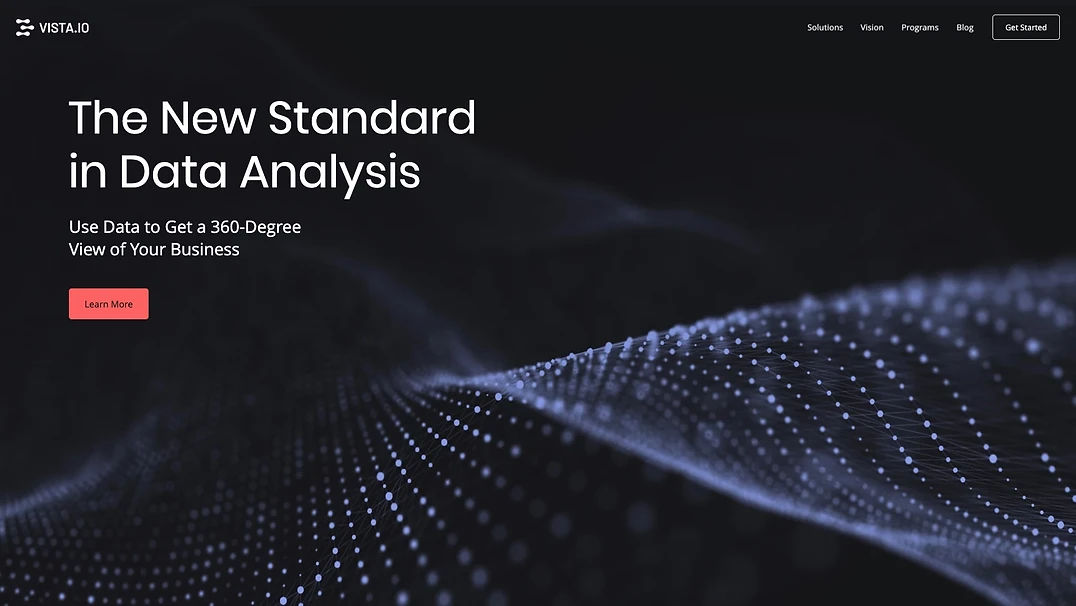 VISTA.IO
Solutions
Vision
Programs
Blog
Get Started
The New Standard
in Data Analysis
Use Data to Get a 360-Degree
View of Your Business
Learn More